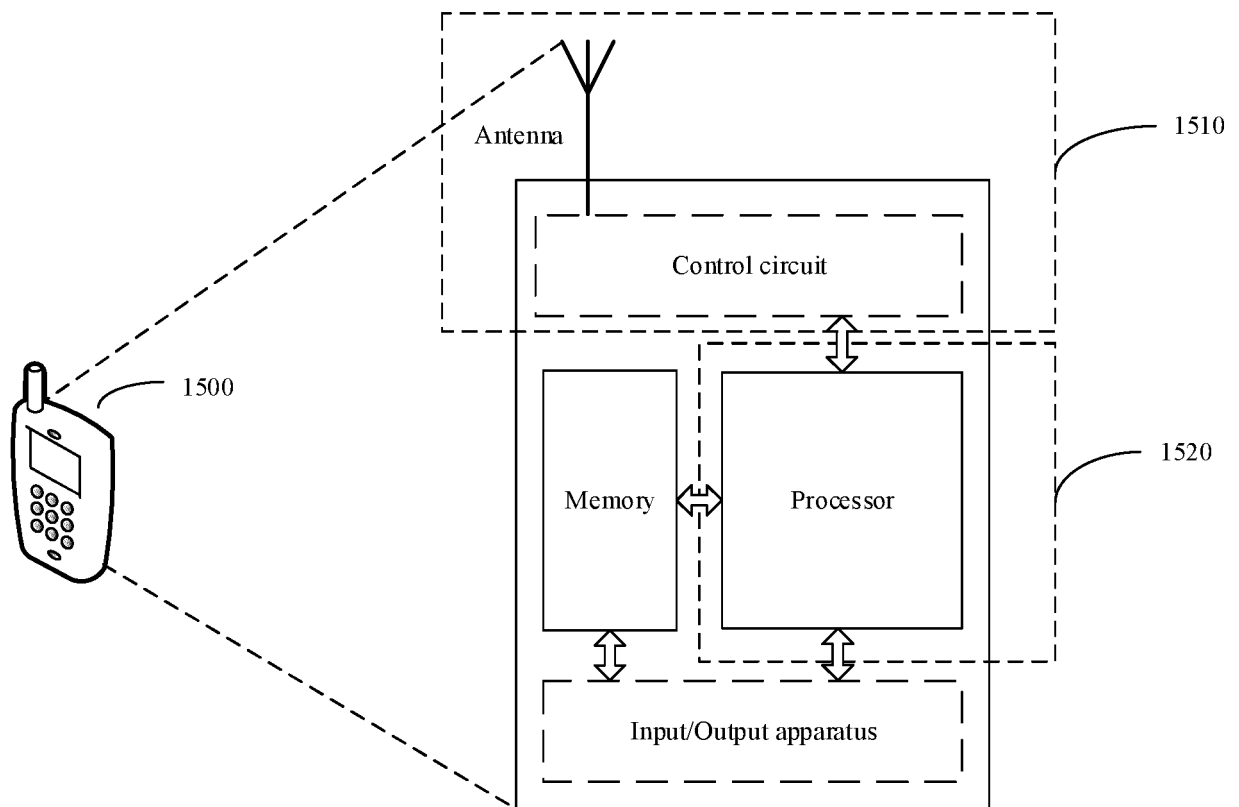 Antenna
1510
Control circuit
1500
1520
Memory
Processor
Input/Output apparatus